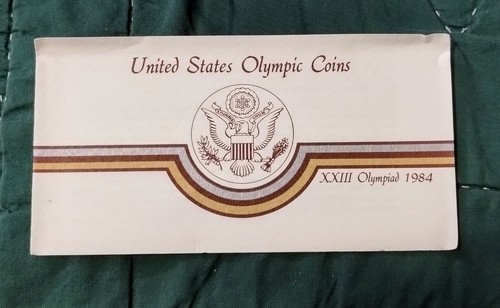 United States Olympic Coins
XXIII Olympiad 1984